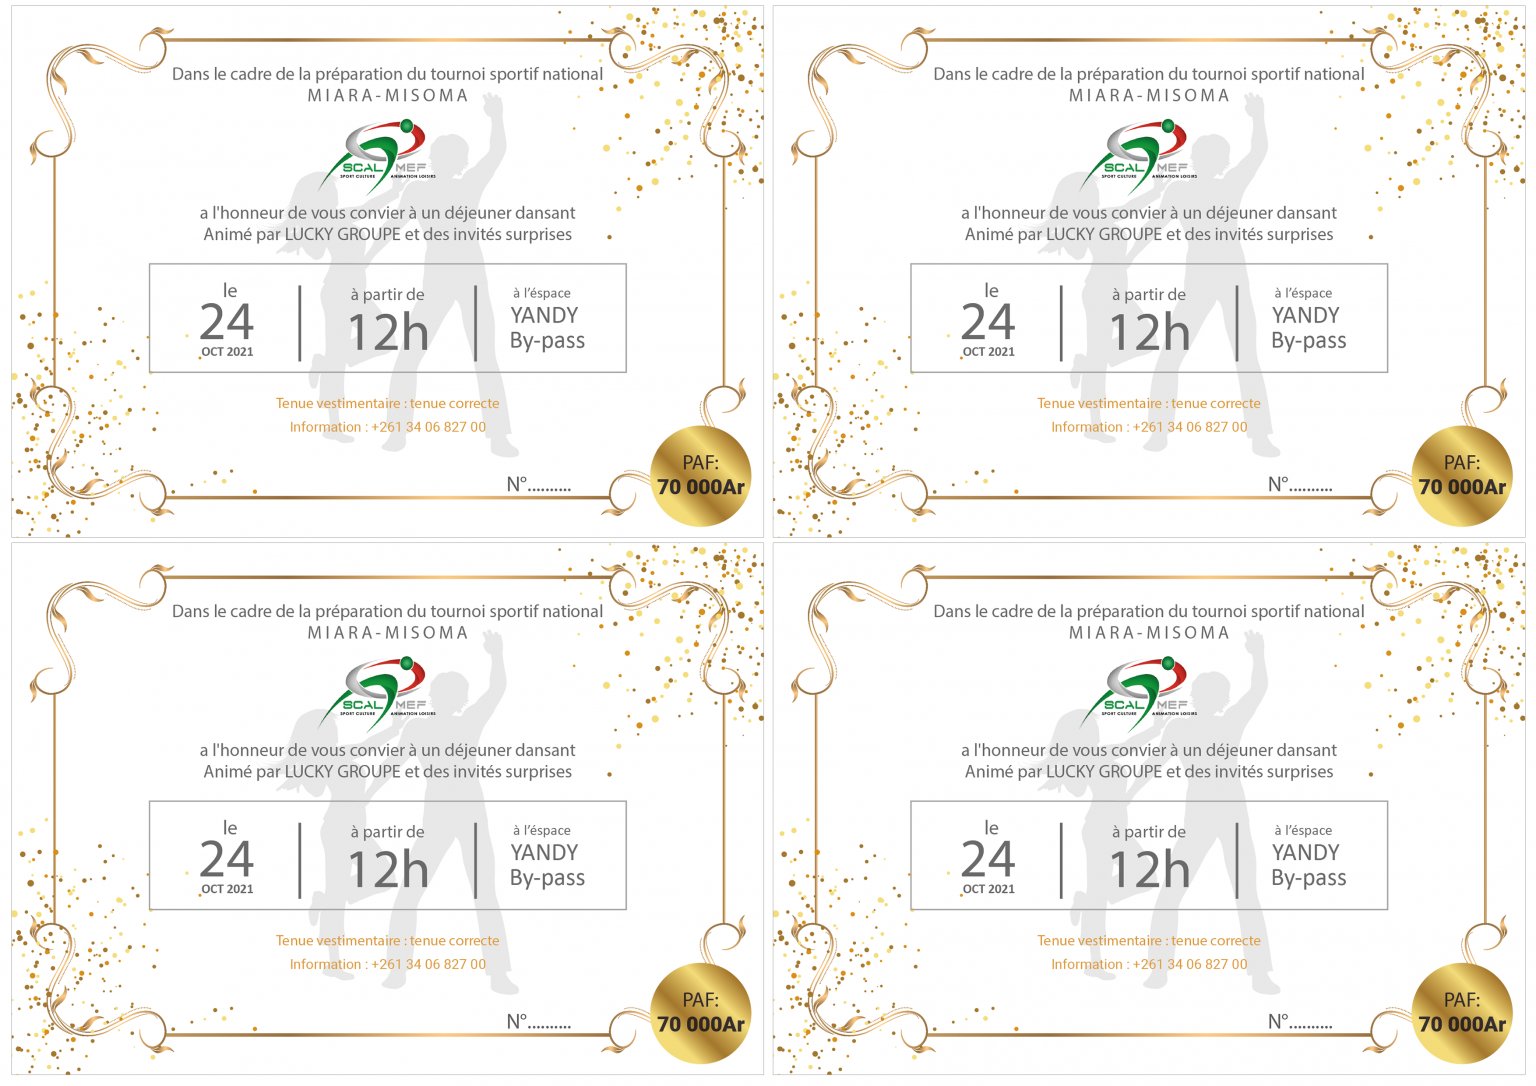 Dans le cadre de la préparation du tournoi sportif national
MIARA-MISOMA
SCAL MEF
SPORT CULTURE ANIMATION LOISIRS
a l'honneur de vous convier à un déjeuner dansant
Animé par LUCKY GROUPE et des invités surprises
le
24
OCT 2021
à partir de
12h
à l'éspace
YANDY
By-pass
Tenue vestimentaire : tenue correcte
Information : +261 34 06 827 00
N°..........
PAF:
70 000Ar
Dans le cadre de la préparation du tournoi sportif national
MIARA-MISOMA
SCAL MEF
SPORT CULTURE ANIMATION LOISIRS
a l'honneur de vous convier à un déjeuner dansant
Animé par LUCKY GROUPE et des invités surprises
le
24
OCT 2021
à partir de
12h
à l'éspace
YANDY
By-pass
Tenue vestimentaire : tenue correcte
Information : +261 34 06 827 00
N°..........
PAF:
70 000Ar
Dans le cadre de la préparation du tournoi sportif national
MIARA-MISOMA
SCAL MEF
SPORT CULTURE ANIMATION LOISIRS
a l'honneur de vous convier à un déjeuner dansant
Animé par LUCKY GROUPE et des invités surprises
le
24
OCT 2021
à partir de
12h
à l'éspace
YANDY
By-pass
Tenue vestimentaire : tenue correcte
Information : +261 34 06 827 00
N°..........
PAF:
70 000Ar
Dans le cadre de la préparation du tournoi sportif national
MIARA-MISOMA
SCAL MEF
SPORT CULTURE ANIMATION LOISIRS
a l'honneur de vous convier à un déjeuner dansant
Animé par LUCKY GROUPE et des invités surprises
le
24
OCT 2021
à partir de
12h
à l'éspace
YANDY
By-pass
Tenue vestimentaire : tenue correcte
Information : +261 34 06 827 00
N°..........
PAF:
70 000Ar